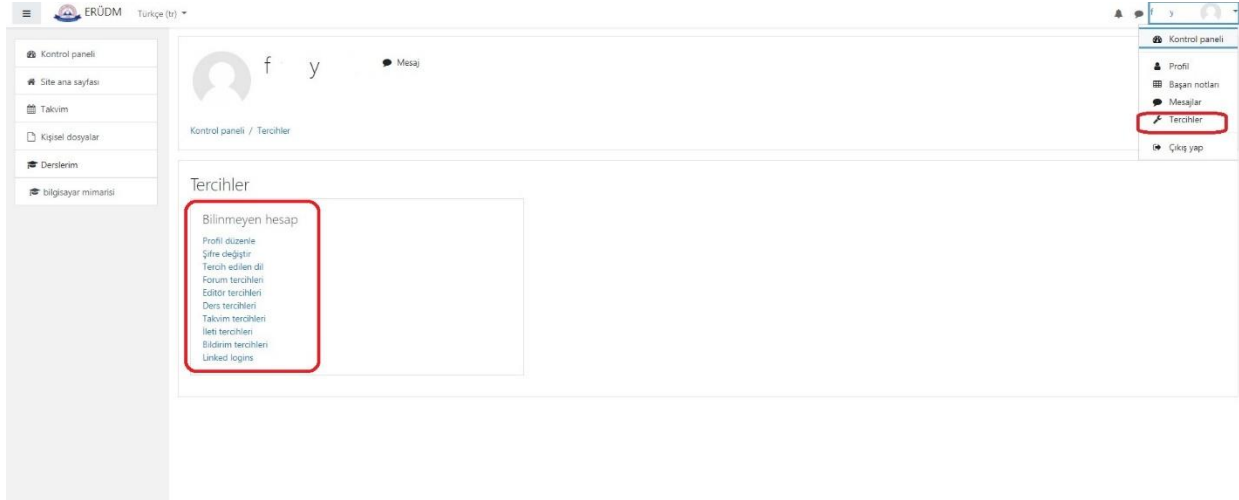 ERÜDM Türkçe (tr)
f y
Kontrol paneli
Site ana sayfası
Takvim
Kişisel dosyalar
Derslerim
bilgisayar mimarisi
f y Mesaj
Kontrol paneli / Tercihler
Kontrol paneli
Profil
Başarı notları
Mesajlar
Tercihler
Çıkış yap
Tercihler
Bilinmeyen hesap
Profil düzenle
Şifre değiştir
Tercih edilen dil
Forum tercihleri
Editör tercihleri
Ders tercihleri
Takvim tercihleri
İleti tercihleri
Bildirim tercihleri
Linked logins